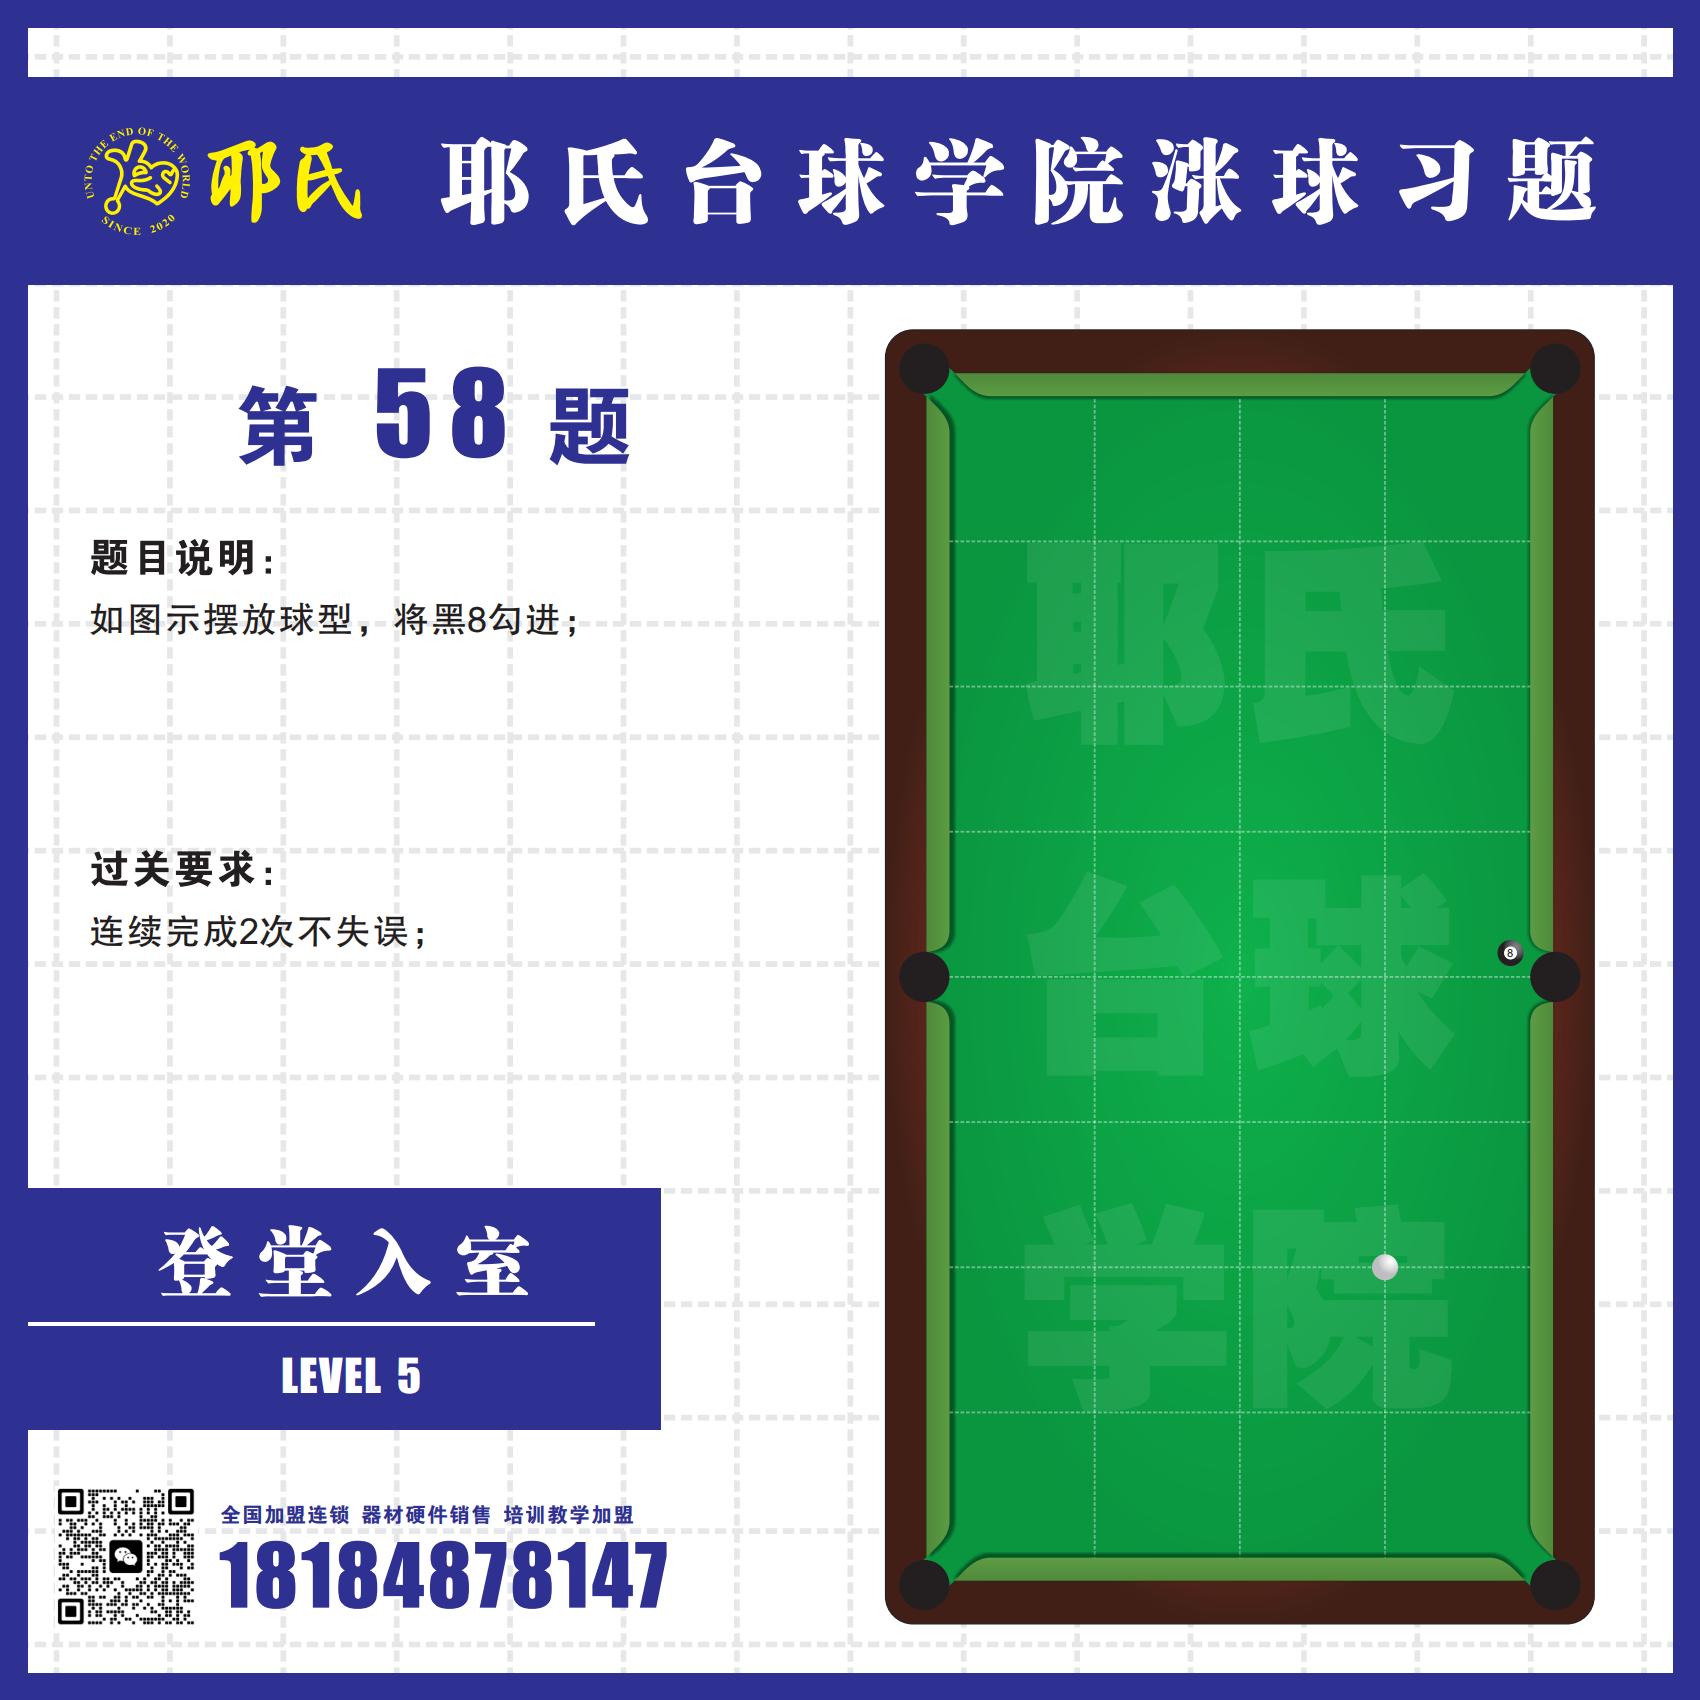 UNTO THE END OF THE WORLD
SINCE 2020
耶氏
耶氏台球学院涨球习题
第 58 题
题目说明：
如图示摆放球型，将黑8勾进；
过关要求：
连续完成2次不失误；
登堂入室
LEVEL 5
全国加盟连锁 器材硬件销售 培训教学加盟
18184878147
耶氏
台球
学院
8